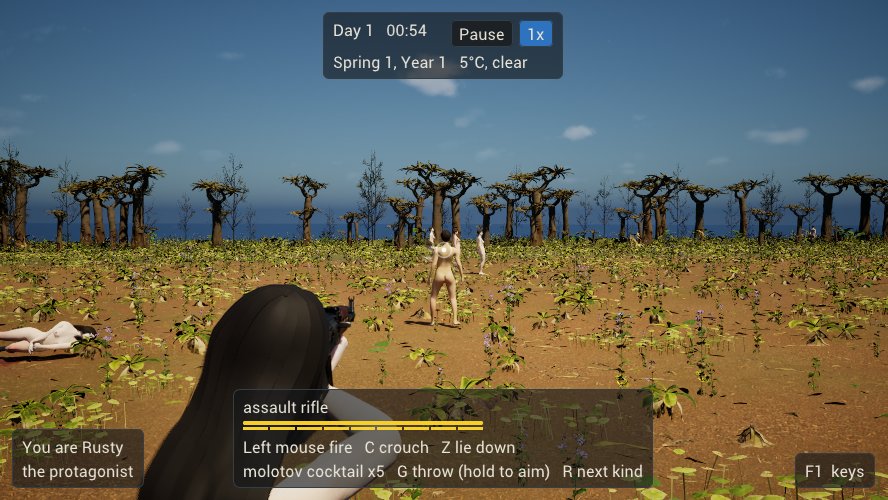 Day 1 00:54 Pause 1x
Spring 1, Year 1 5°C, clear
assault rifle
Left mouse fire C crouch Z lie down
molotov cocktail x5 G throw (hold to aim) R next kind
You are Rusty
the protagonist
F1 keys